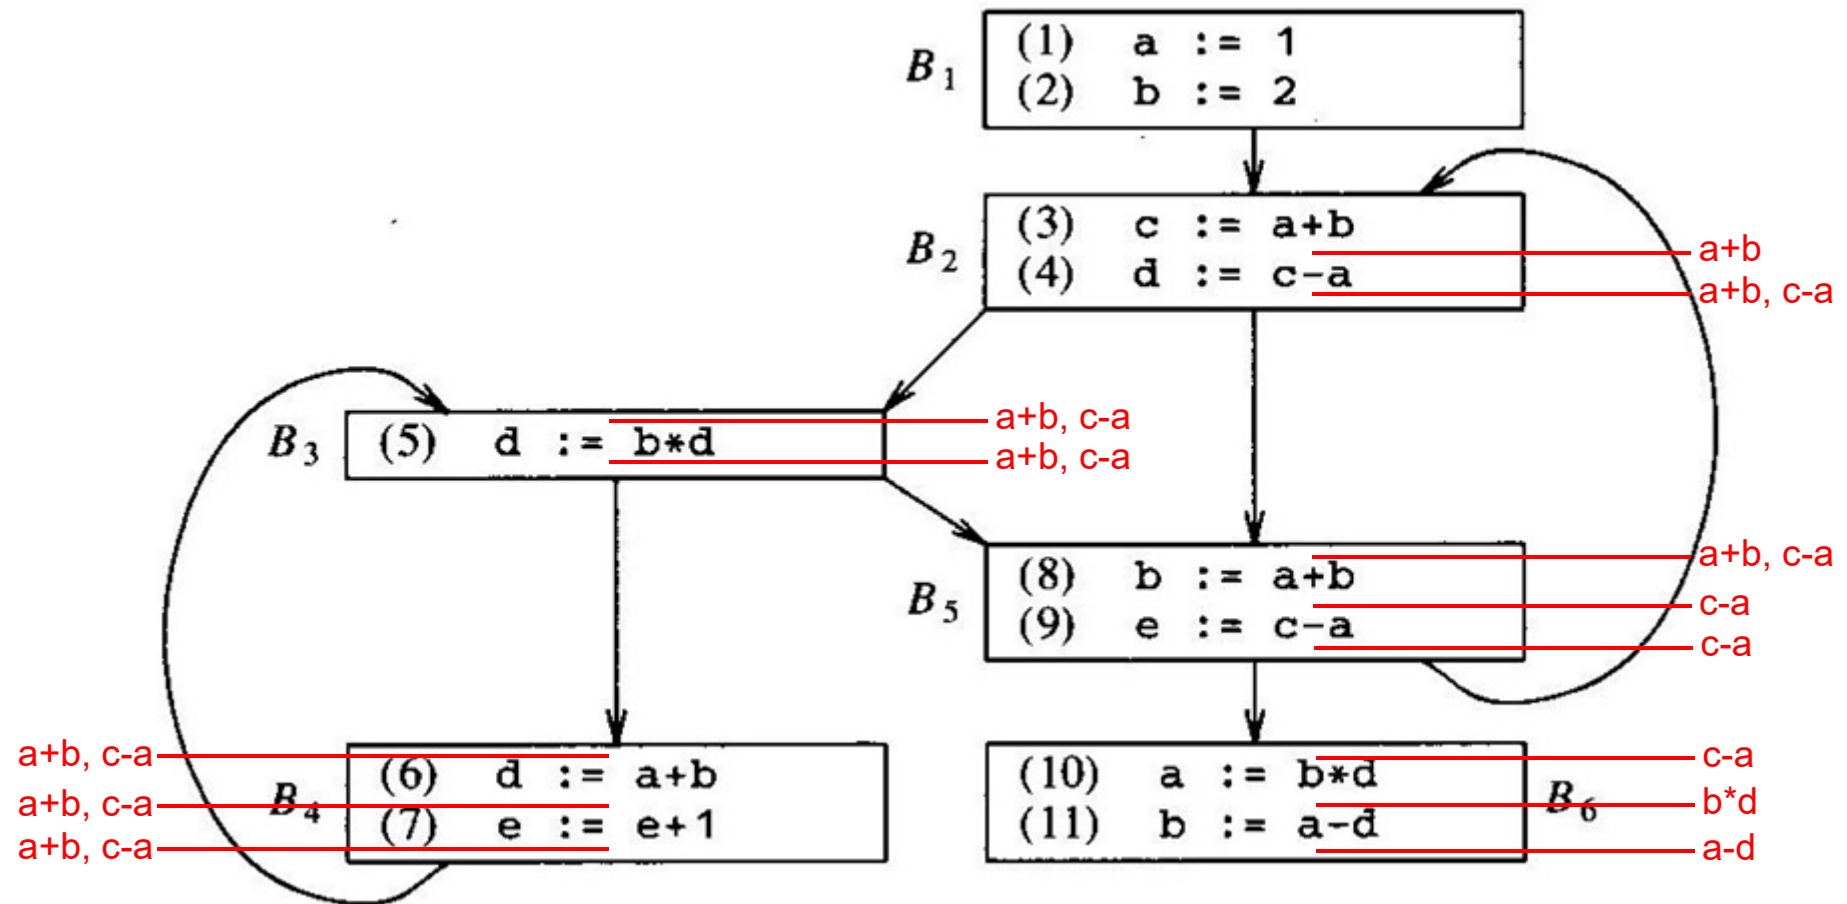 B1
(1) a := 1
(2) b := 2
B2
(3) c := a+b
a+b
(4) d := c-a
a+b, c-a
B3
a+b, c-a
(5) d := b*d
a+b, c-a
B5
a+b, c-a
(8) b := a+b
c-a
(9) e := c-a
c-a
B4
a+b, c-a
(6) d := a+b
a+b, c-a
(7) e := e+1
a+b, c-a
B6
c-a
(10) a := b*d
b*d
(11) b := a-d
a-d